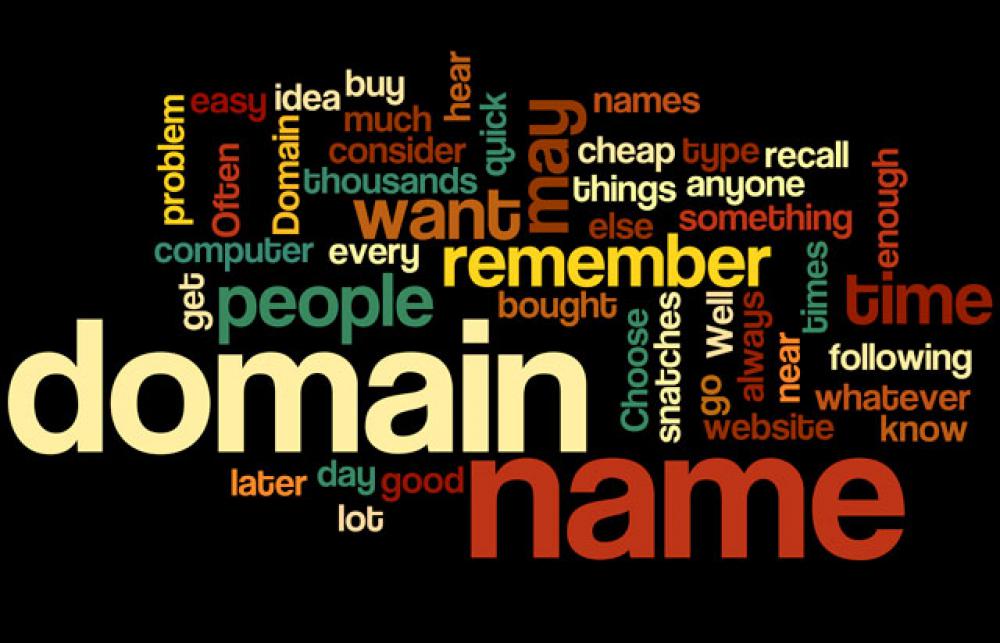 hear
buy
easy
idea
names
problem
much
quick
may
Often
Domain
consider
cheap
type
recall
thousands
things
anyone
enough
want
else
something
computer
every
remember
times
get
people
bought
time
Choose
snatches
Well
always
near
following
domain
go
whatever
website
know
later
day
good
name
lot